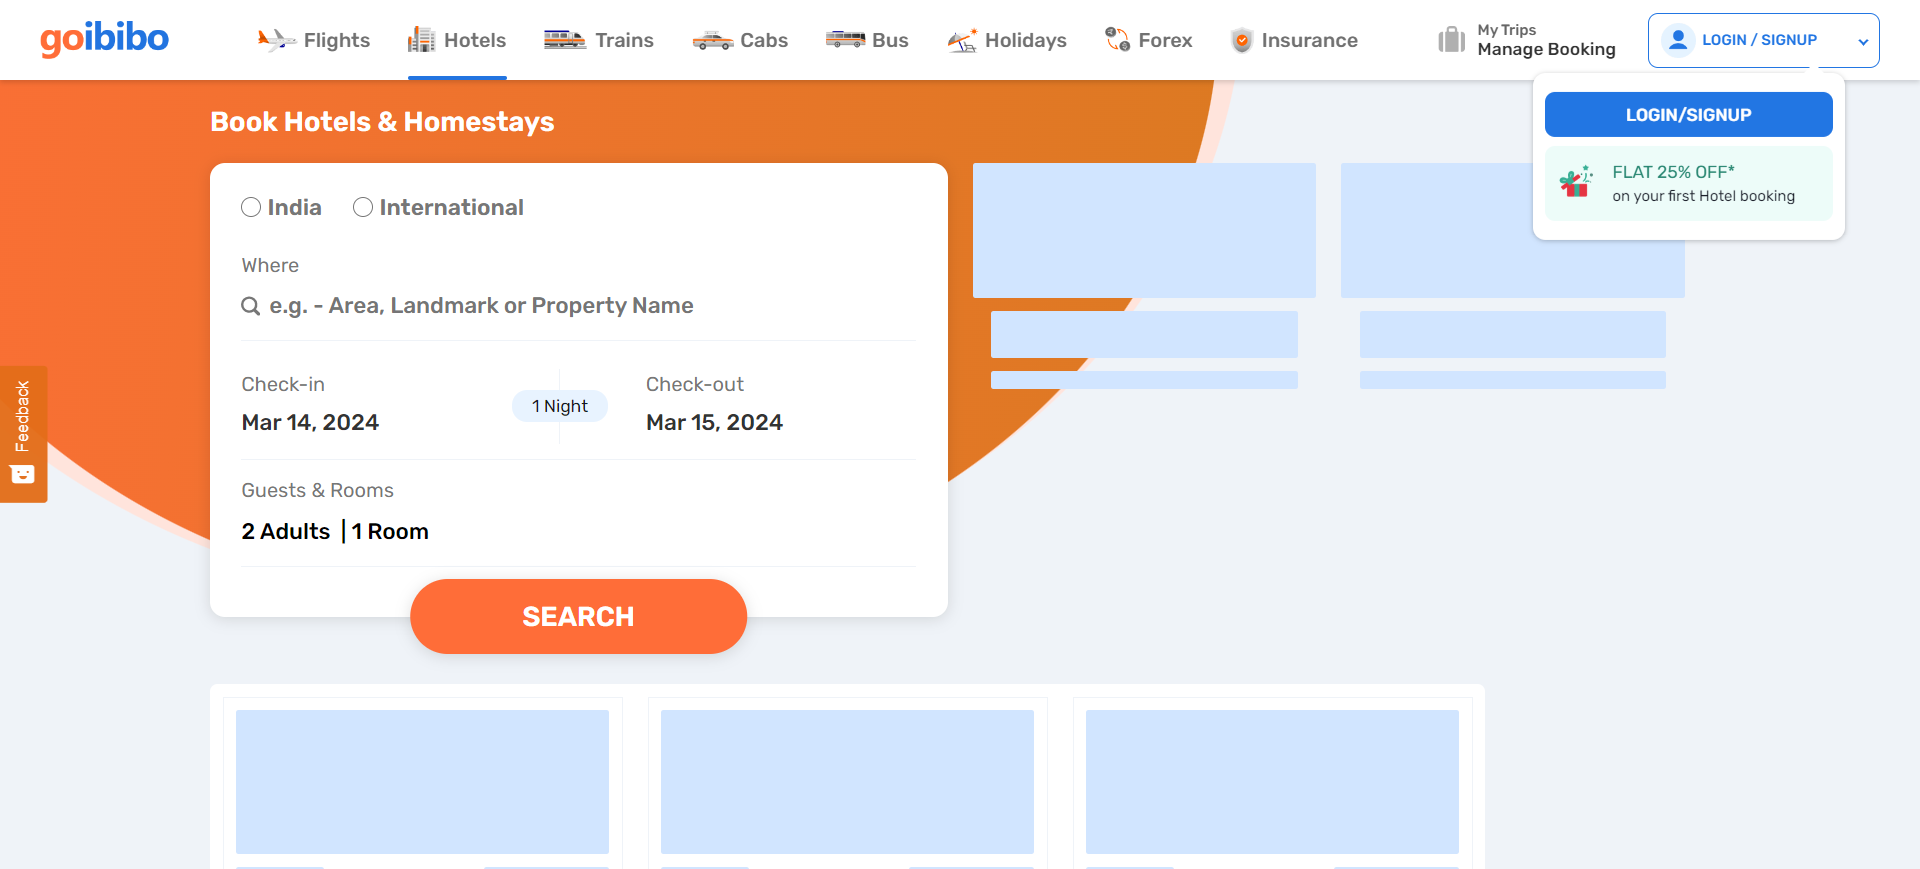 goibibo
Flights
Hotels
Trains
Cabs
Bus
Holidays
Forex
Insurance
My Trips
Manage Booking
LOGIN / SIGNUP
LOGIN/SIGNUP
FLAT 25% OFF*
on your first Hotel booking
Book Hotels & Homestays
India
International
Where
e.g. - Area, Landmark or Property Name
Check-in
Mar 14, 2024
1 Night
Check-out
Mar 15, 2024
Guests & Rooms
2 Adults | 1 Room
SEARCH
Feedback